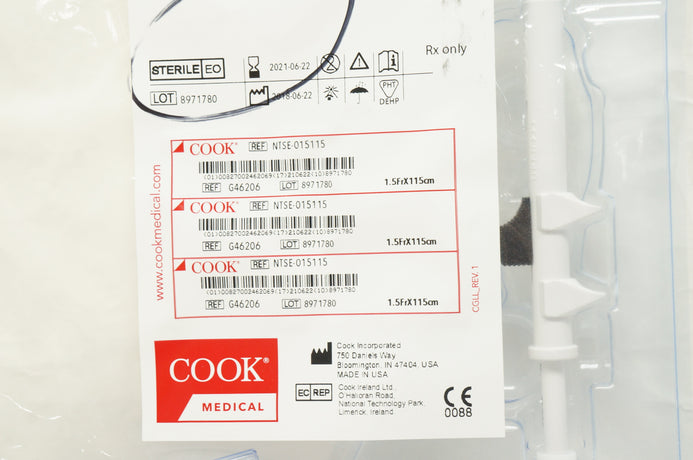 Rx only
STERILE EO 2021-06-22
LOT 8971780 2018-06-22 PHT
DEHP
COOK® REF NTSE-015115
(01)00827002462069(17)210622(10)8971780
REF G46206 LOT 8971780 1.5FrX115cm
COOK® REF NTSE-015115
(01)00827002462069(17)210622(10)8971780
REF G46206 LOT 8971780 1.5FrX115cm
COOK® REF NTSE-015115
(01)00827002462069(17)210622(10)8971780
REF G46206 LOT 8971780 1.5FrX115cm
www.cookmedical.com
CGLL_REV. 1
COOK®
MEDICAL
Cook Incorporated
750 Daniels Way
Bloomington, IN 47404, USA
MADE IN USA
EC REP Cook Ireland Ltd.,
O'Halloran Road,
National Technology Park,
Limerick, Ireland
CE
0088